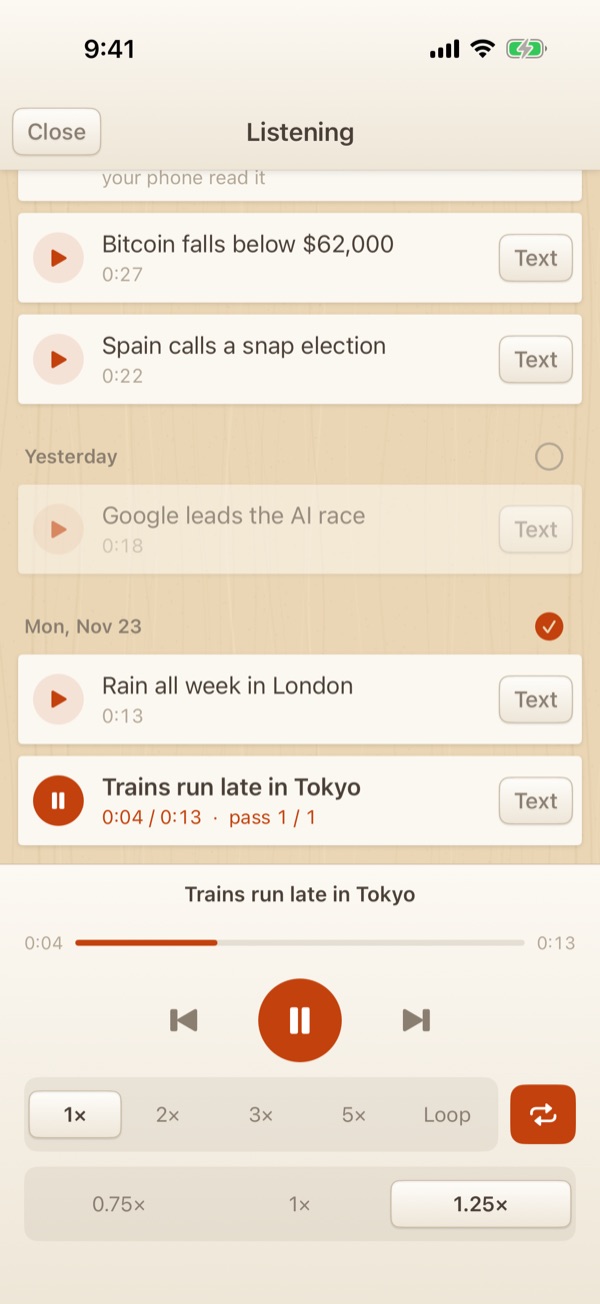 9:41
Close
Listening
your phone read it
Bitcoin falls below $62,000
0:27
Text
Spain calls a snap election
0:22
Text
Yesterday
Google leads the AI race
0:18
Text
Mon, Nov 23
Rain all week in London
0:13
Text
Trains run late in Tokyo
0:04 / 0:13 · pass 1 / 1
Text
Trains run late in Tokyo
0:04
0:13
1×
2×
3×
5×
Loop
0.75×
1×
1.25×